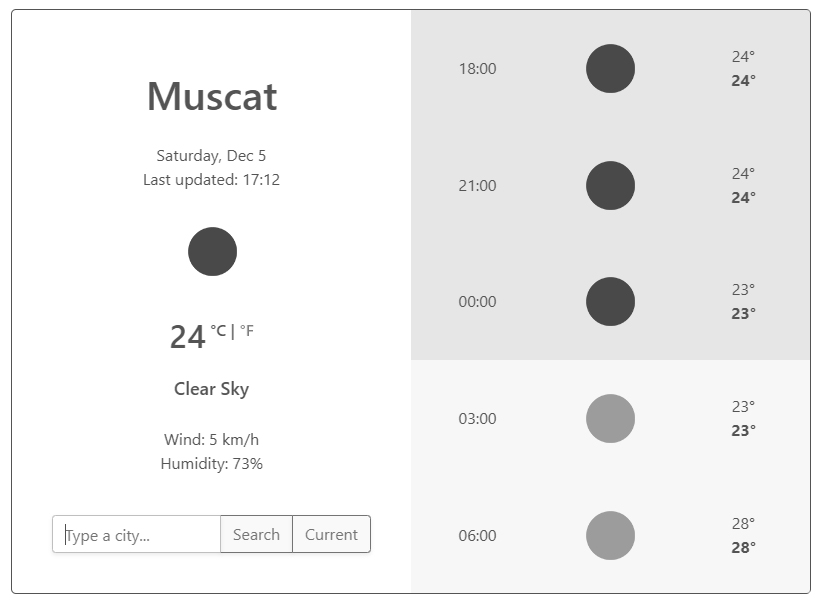 Muscat
Saturday, Dec 5
Last updated: 17:12
24 °C | °F
Clear Sky
Wind: 5 km/h
Humidity: 73%
Type a city...
Search
Current
18:00
24°
24°
21:00
24°
24°
00:00
23°
23°
03:00
23°
23°
06:00
28°
28°